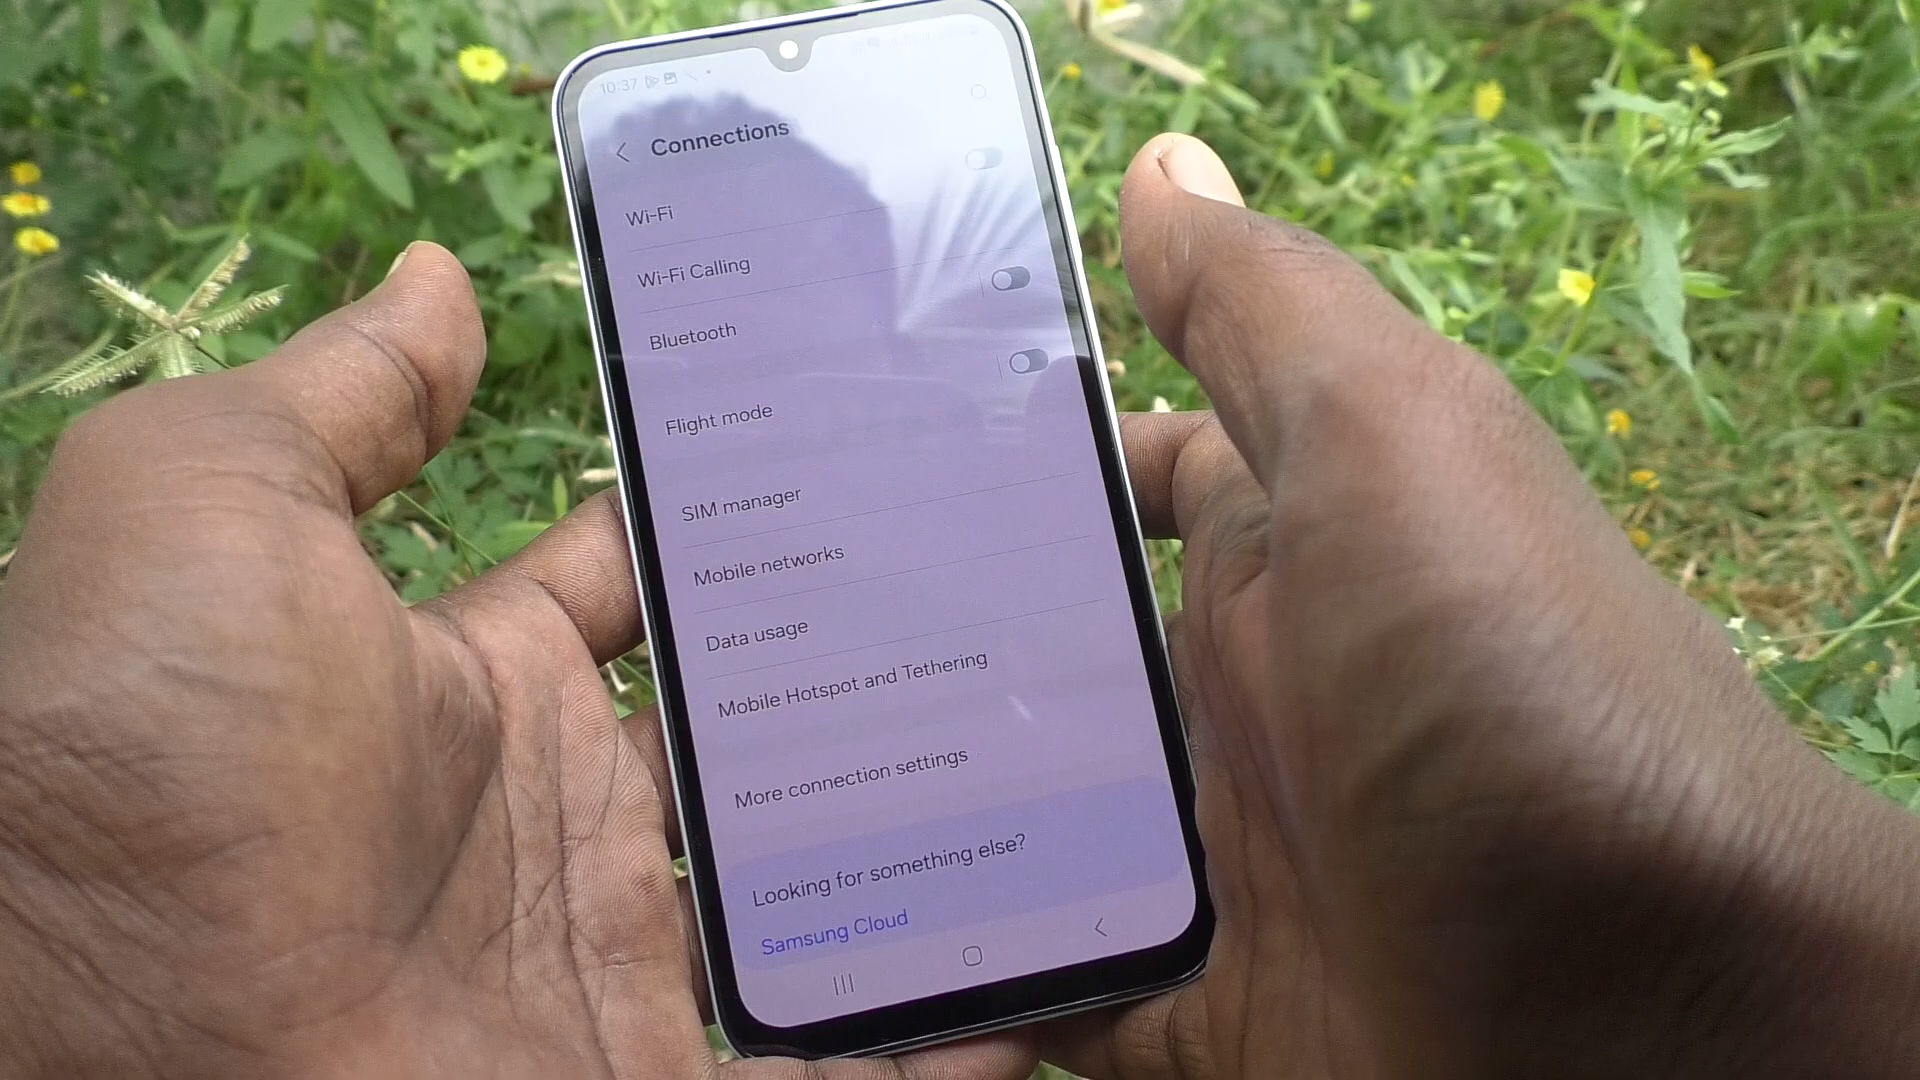 10:37
Connections
Wi-Fi
Wi-Fi Calling
Bluetooth
Flight mode
SIM manager
Mobile networks
Data usage
Mobile Hotspot and Tethering
More connection settings
Looking for something else?
Samsung Cloud